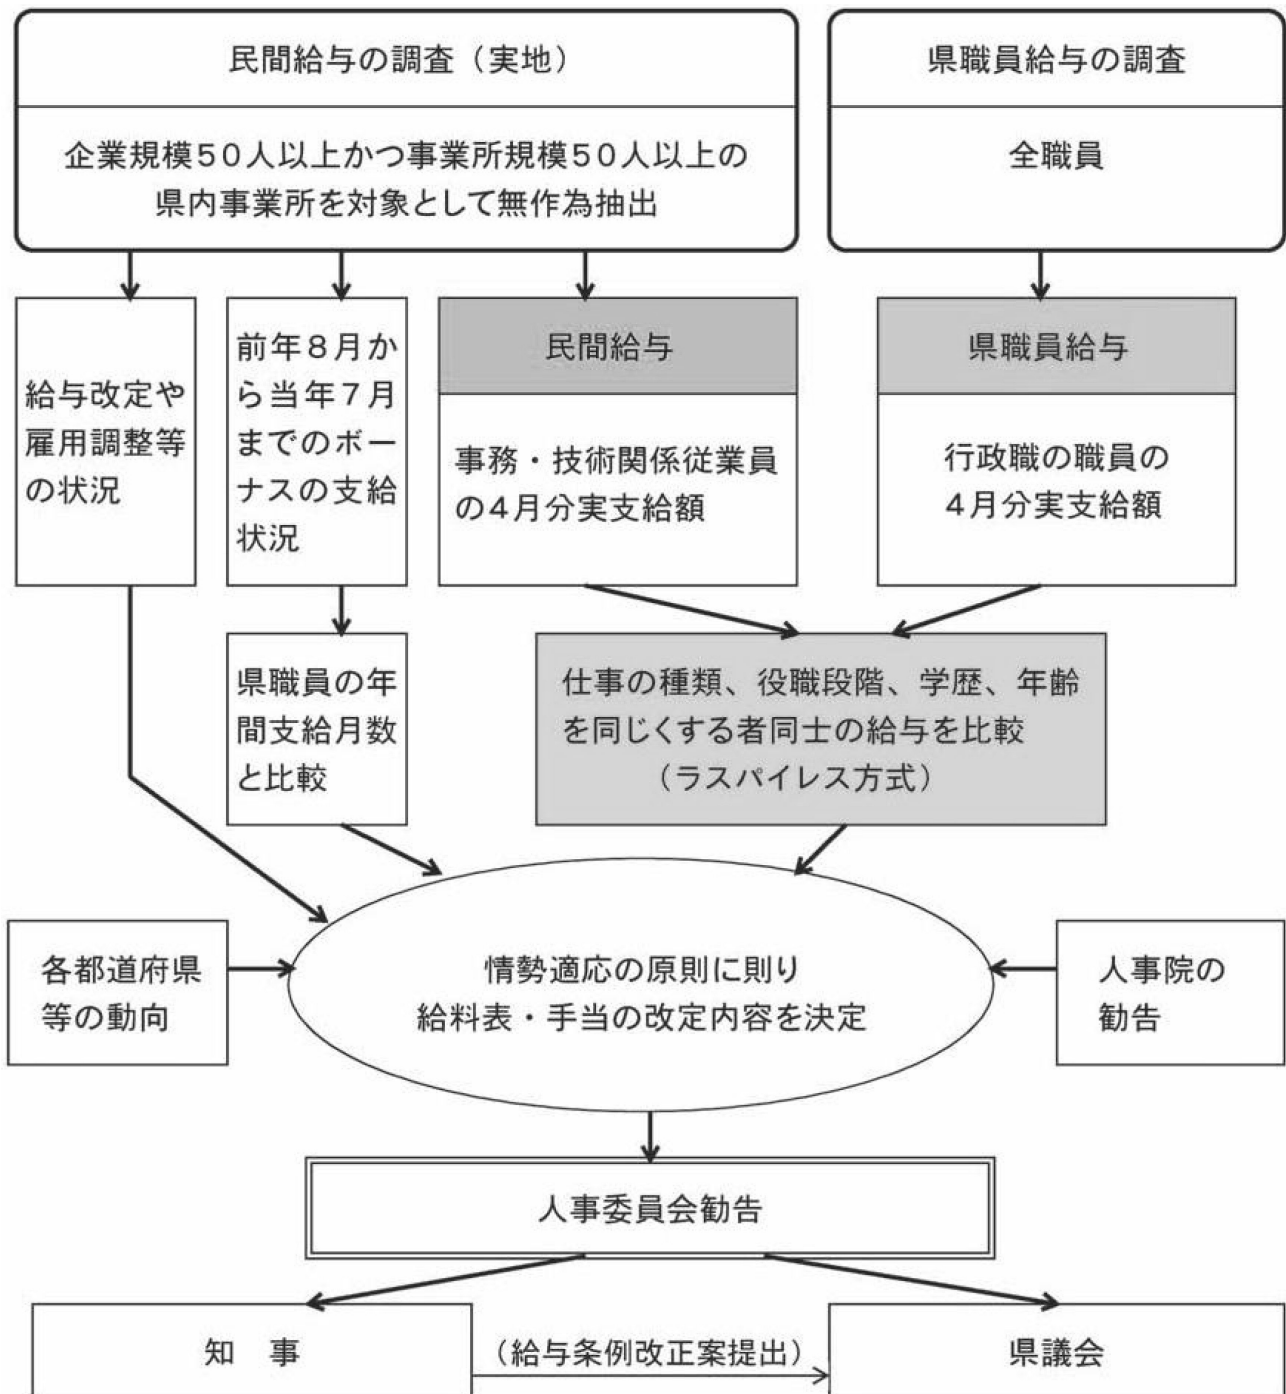 民間給与の調査（実地）
企業規模50人以上かつ事業所規模50人以上の
県内事業所を対象として無作為抽出
県職員給与の調査
全職員
給与改定や
雇用調整等
の状況
前年8月か
ら当年7月
までのボー
ナスの支給
状況
民間給与
事務・技術関係従業員
の4月分実支給額
県職員給与
行政職の職員の
4月分実支給額
県職員の年
間支給月数
と比較
仕事の種類、役職段階、学歴、年齢
を同じくする者同士の給与を比較
（ラスパイレス方式）
各都道府県
等の動向
情勢適応の原則に則り
給料表・手当の改定内容を決定
人事院の
勧告
人事委員会勧告
知　事
（給与条例改正案提出）
県議会